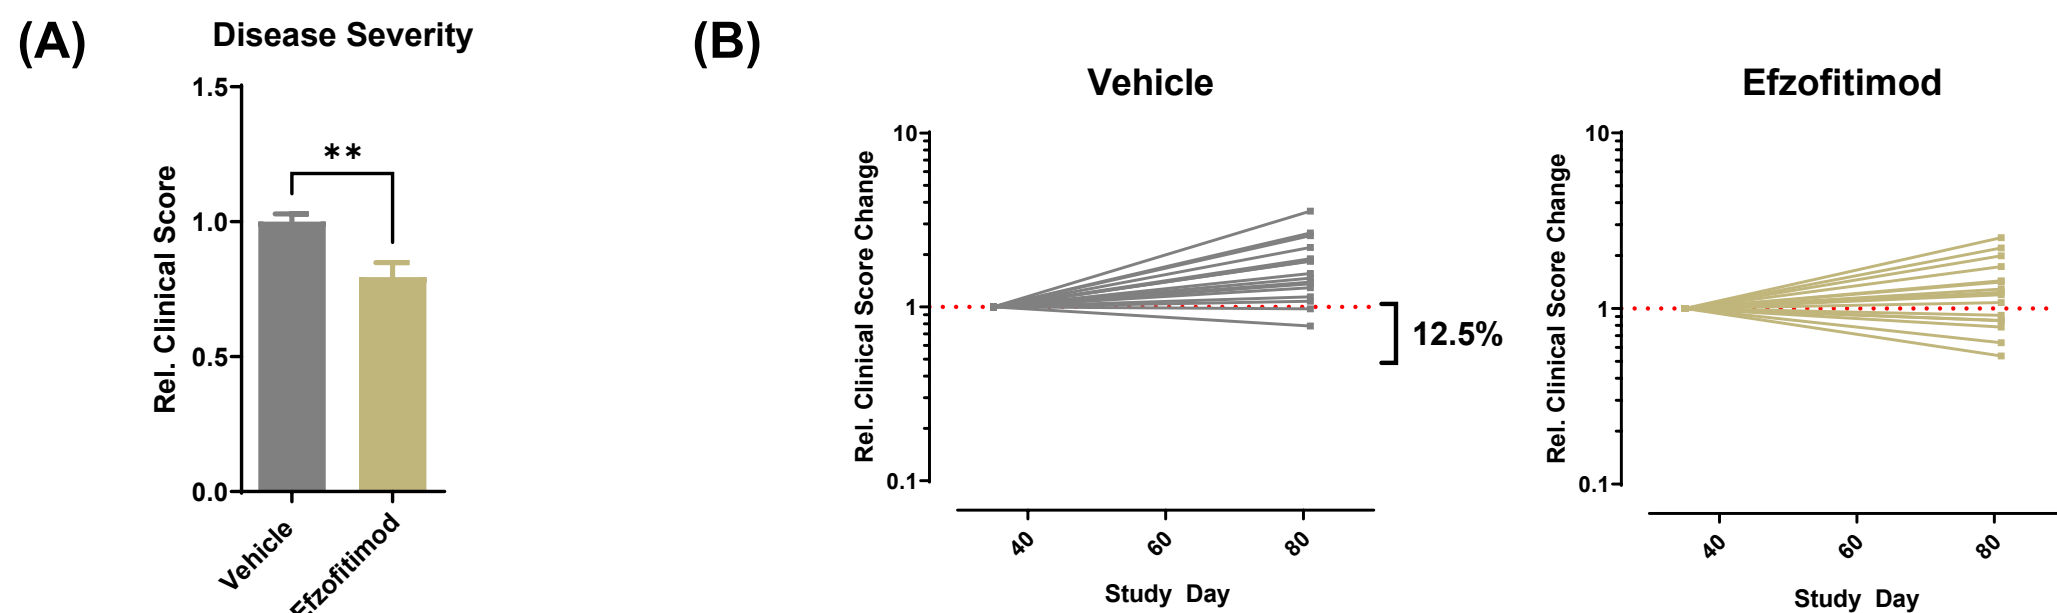 (A)
Disease Severity
Rel. Clinical Score
1.5
1.0
0.5
0.0
**
Vehicle
Efzofitimod
(B)
Vehicle
Rel. Clinical Score Change
10
1
0.1
12.5%
40
60
80
Study Day
Efzofitimod
Rel. Clinical Score Change
10
1
0.1
40
60
80
Study Day